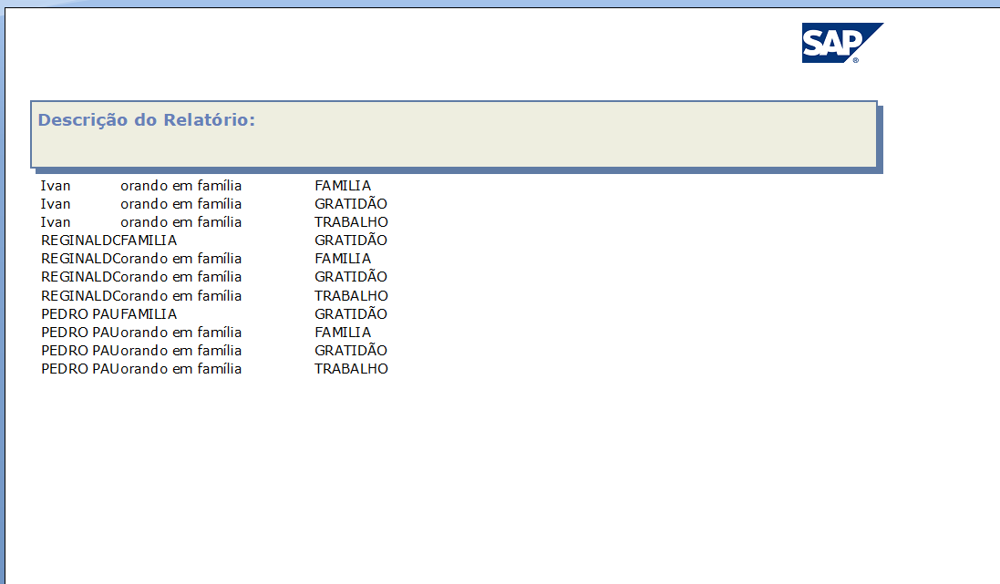 SAP
®
Descrição do Relatório:
Ivan orando em família FAMILIA
Ivan orando em família GRATIDÃO
Ivan orando em família TRABALHO
REGINALDC FAMILIA GRATIDÃO
REGINALDC orando em família FAMILIA
REGINALDC orando em família GRATIDÃO
REGINALDC orando em família TRABALHO
PEDRO PAU FAMILIA GRATIDÃO
PEDRO PAU orando em família FAMILIA
PEDRO PAU orando em família GRATIDÃO
PEDRO PAU orando em família TRABALHO